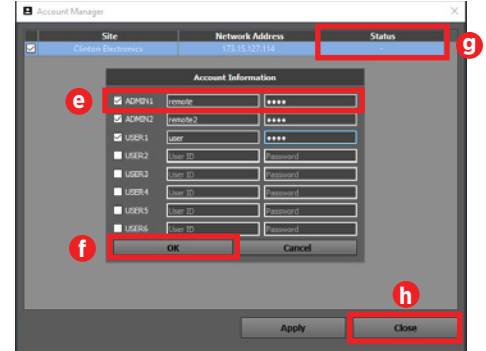 Account Manager
Site Network Address Status
Clinton Electronics 173.15.127.114 -
g
Account Information
e ADMIN1 remote ••••
ADMIN2 remote2 ••••
USER1 user ••••
USER2 User ID Password
USER3 User ID Password
USER4 User ID Password
USER5 User ID Password
USER6 User ID Password
f OK Cancel
h
Apply Close